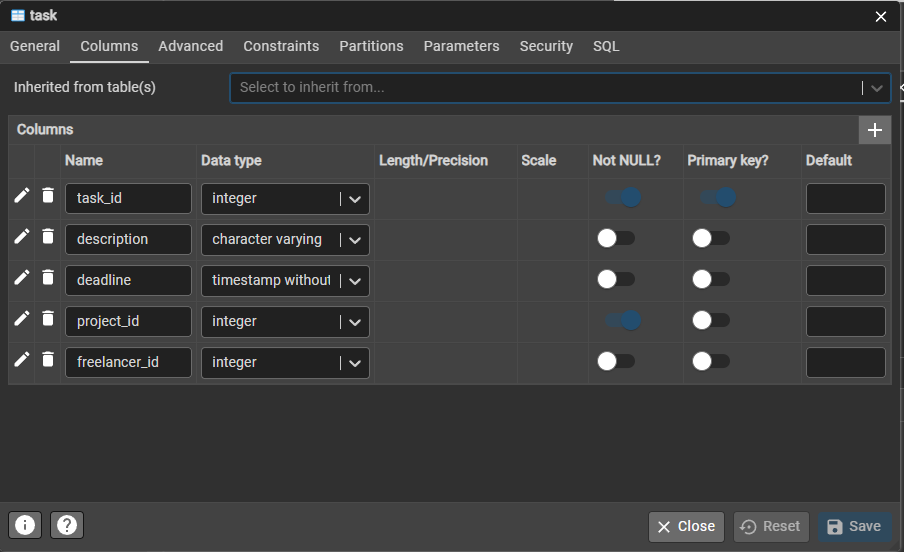 task
General Columns Advanced Constraints Partitions Parameters Security SQL
Inherited from table(s) Select to inherit from...
Columns
Name Data type Length/Precision Scale Not NULL? Primary key? Default
task_id integer
description character varying
deadline timestamp without
project_id integer
freelancer_id integer
Close Reset Save